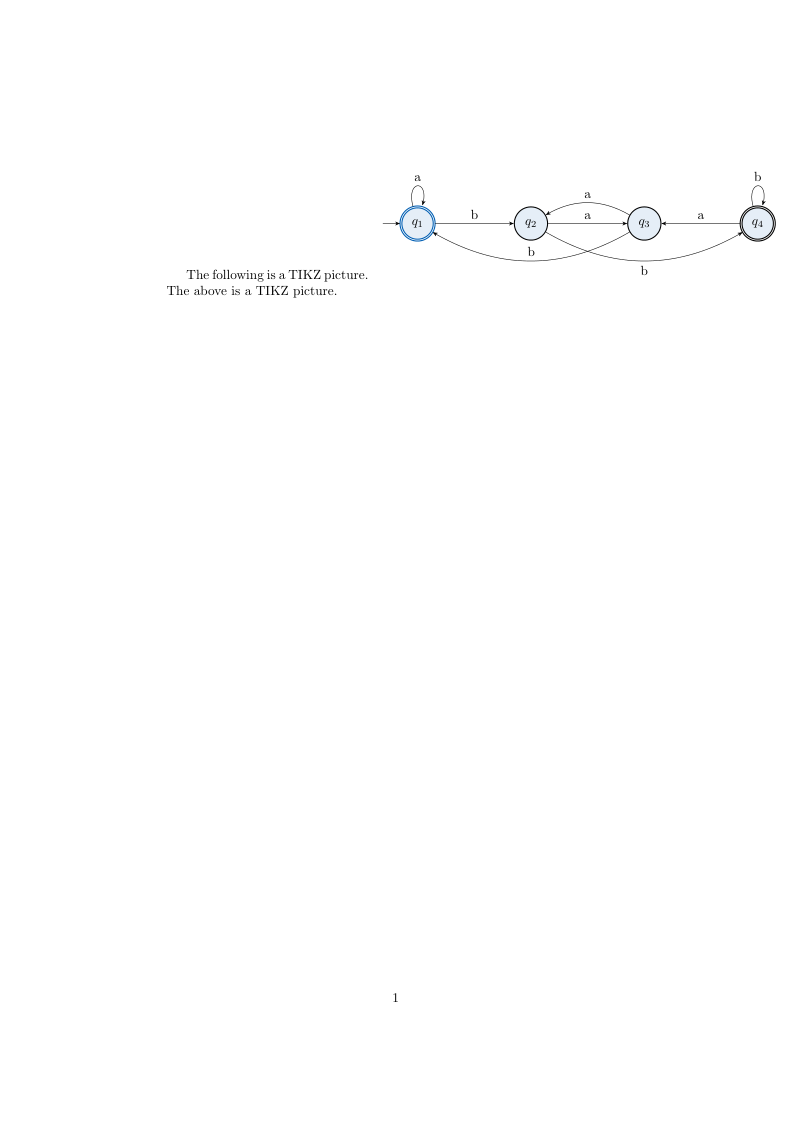 a
b
a
b
a
a
q1
q2
q3
q4
b
b
The following is a TIKZ picture.
The above is a TIKZ picture.
1